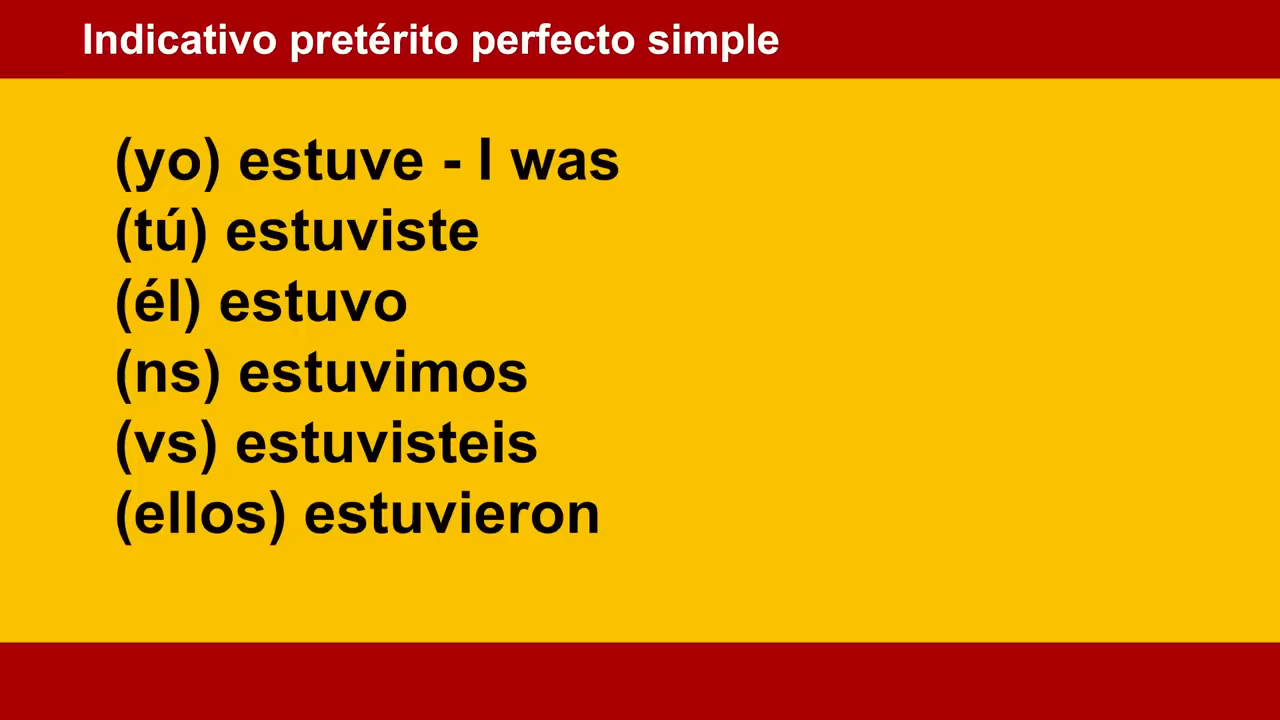 Indicativo pretérito perfecto simple
(yo) estuve - I was
(tú) estuviste
(él) estuvo
(ns) estuvimos
(vs) estuvisteis
(ellos) estuvieron